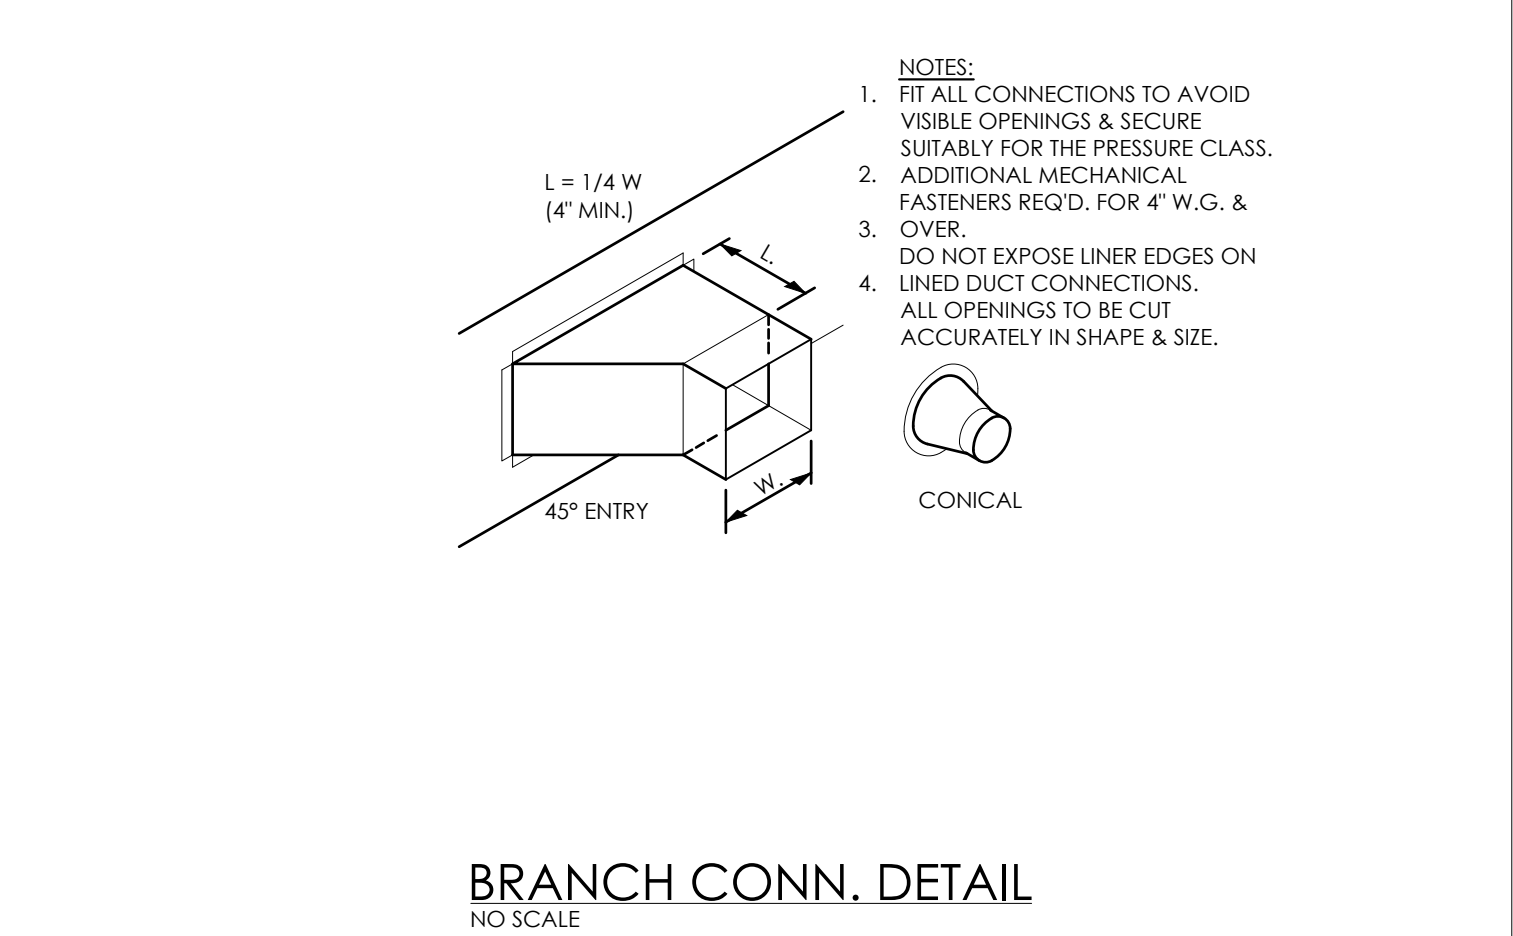 NOTES:
1. FIT ALL CONNECTIONS TO AVOID
VISIBLE OPENINGS & SECURE
SUITABLY FOR THE PRESSURE CLASS.
2. ADDITIONAL MECHANICAL
FASTENERS REQ'D. FOR 4" W.G. &
3. OVER.
DO NOT EXPOSE LINER EDGES ON
4. LINED DUCT CONNECTIONS.
ALL OPENINGS TO BE CUT
ACCURATELY IN SHAPE & SIZE.
L = 1/4 W
(4" MIN.)
L.
W.
45° ENTRY
CONICAL
BRANCH CONN. DETAIL
NO SCALE